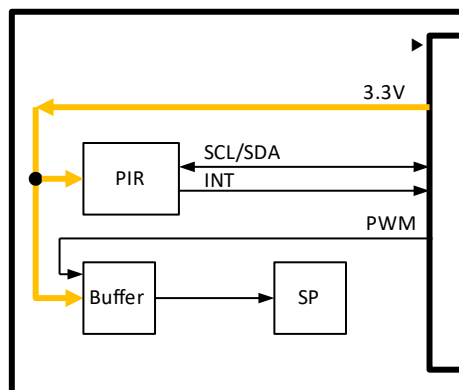 3.3V
SCL/SDA
PIR
INT
PWM
Buffer
SP